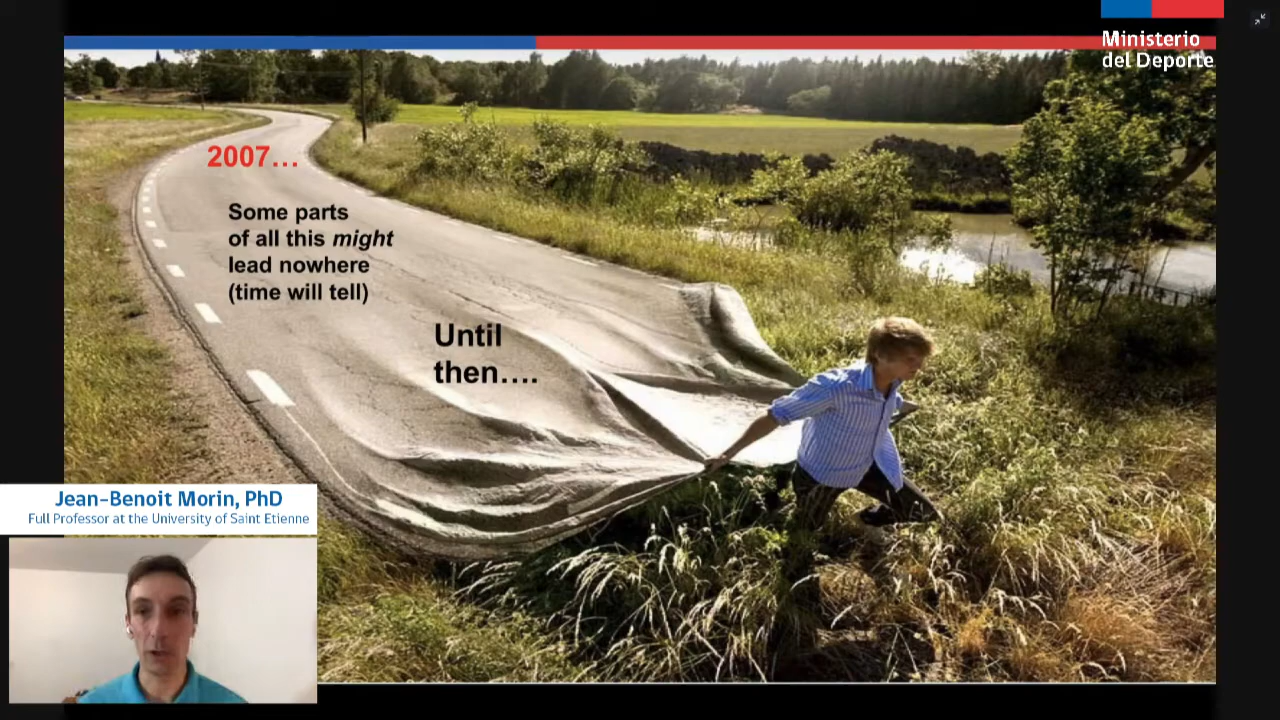 Ministerio
del Deporte
2007...
Some parts
of all this might
lead nowhere
(time will tell)
Until
then....
Jean-Benoit Morin, PhD
Full Professor at the University of Saint Etienne